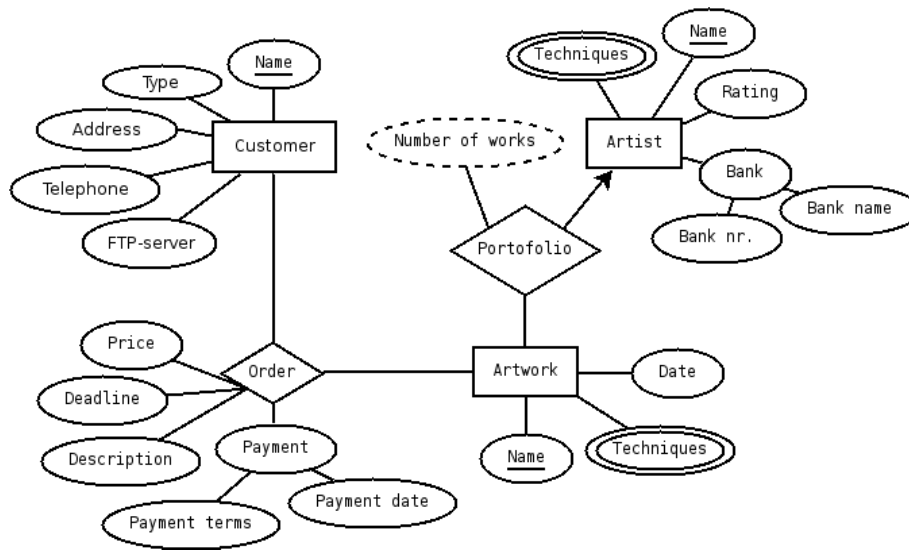 Name
Techniques
Name
Type
Rating
Address
Number of works
Customer
Artist
Telephone
Bank
Bank name
FTP-server
Bank nr.
Portofolio
Price
Order
Artwork
Date
Deadline
Description
Payment
Name
Techniques
Payment date
Payment terms